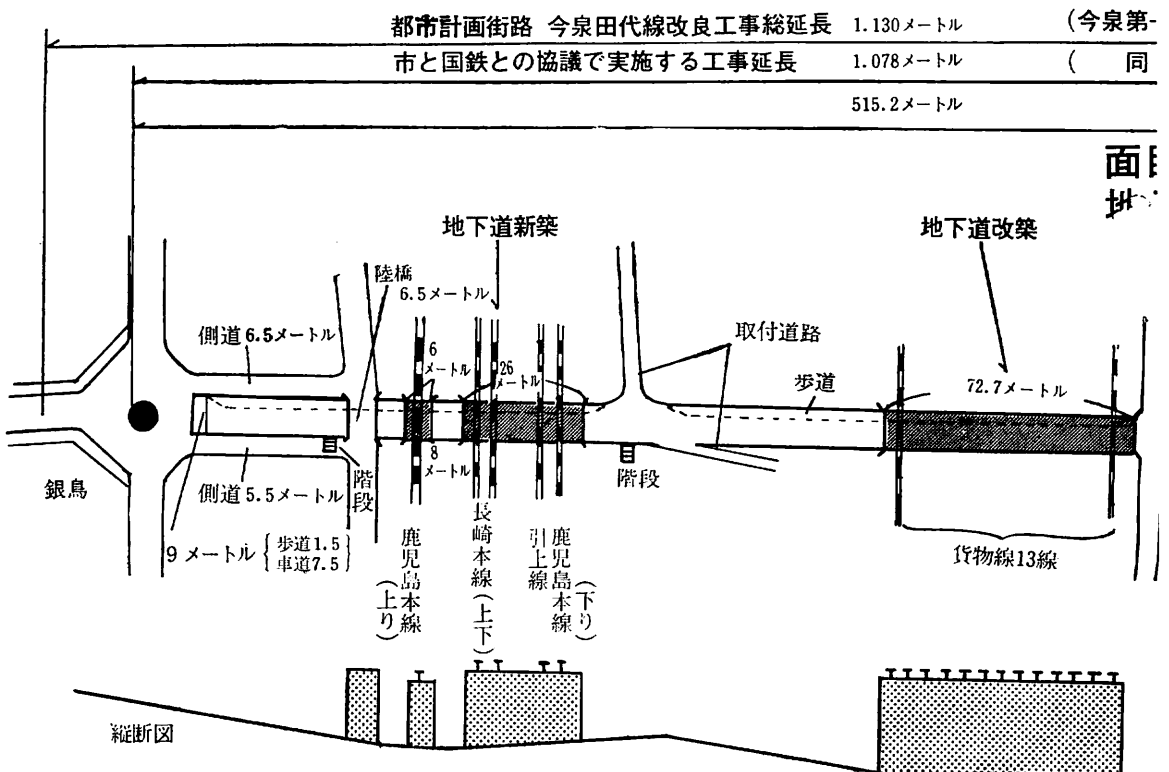 都市計画街路 今泉田代線改良工事総延長 1.130メートル (今泉第一
市と国鉄との協議で実施する工事延長 1.078メートル ( 同
515.2メートル
地下道新築
地下道改築
陸橋
6.5メートル
側道6.5メートル
6メートル
26メートル
取付道路
歩道
72.7メートル
8メートル
階段
階段
銀鳥
側道5.5メートル
9メートル{歩道1.5
車道7.5
鹿児島本線(上り)
長崎本線(上下)
引上線
鹿児島本線(下り)
貨物線13線
縦断図